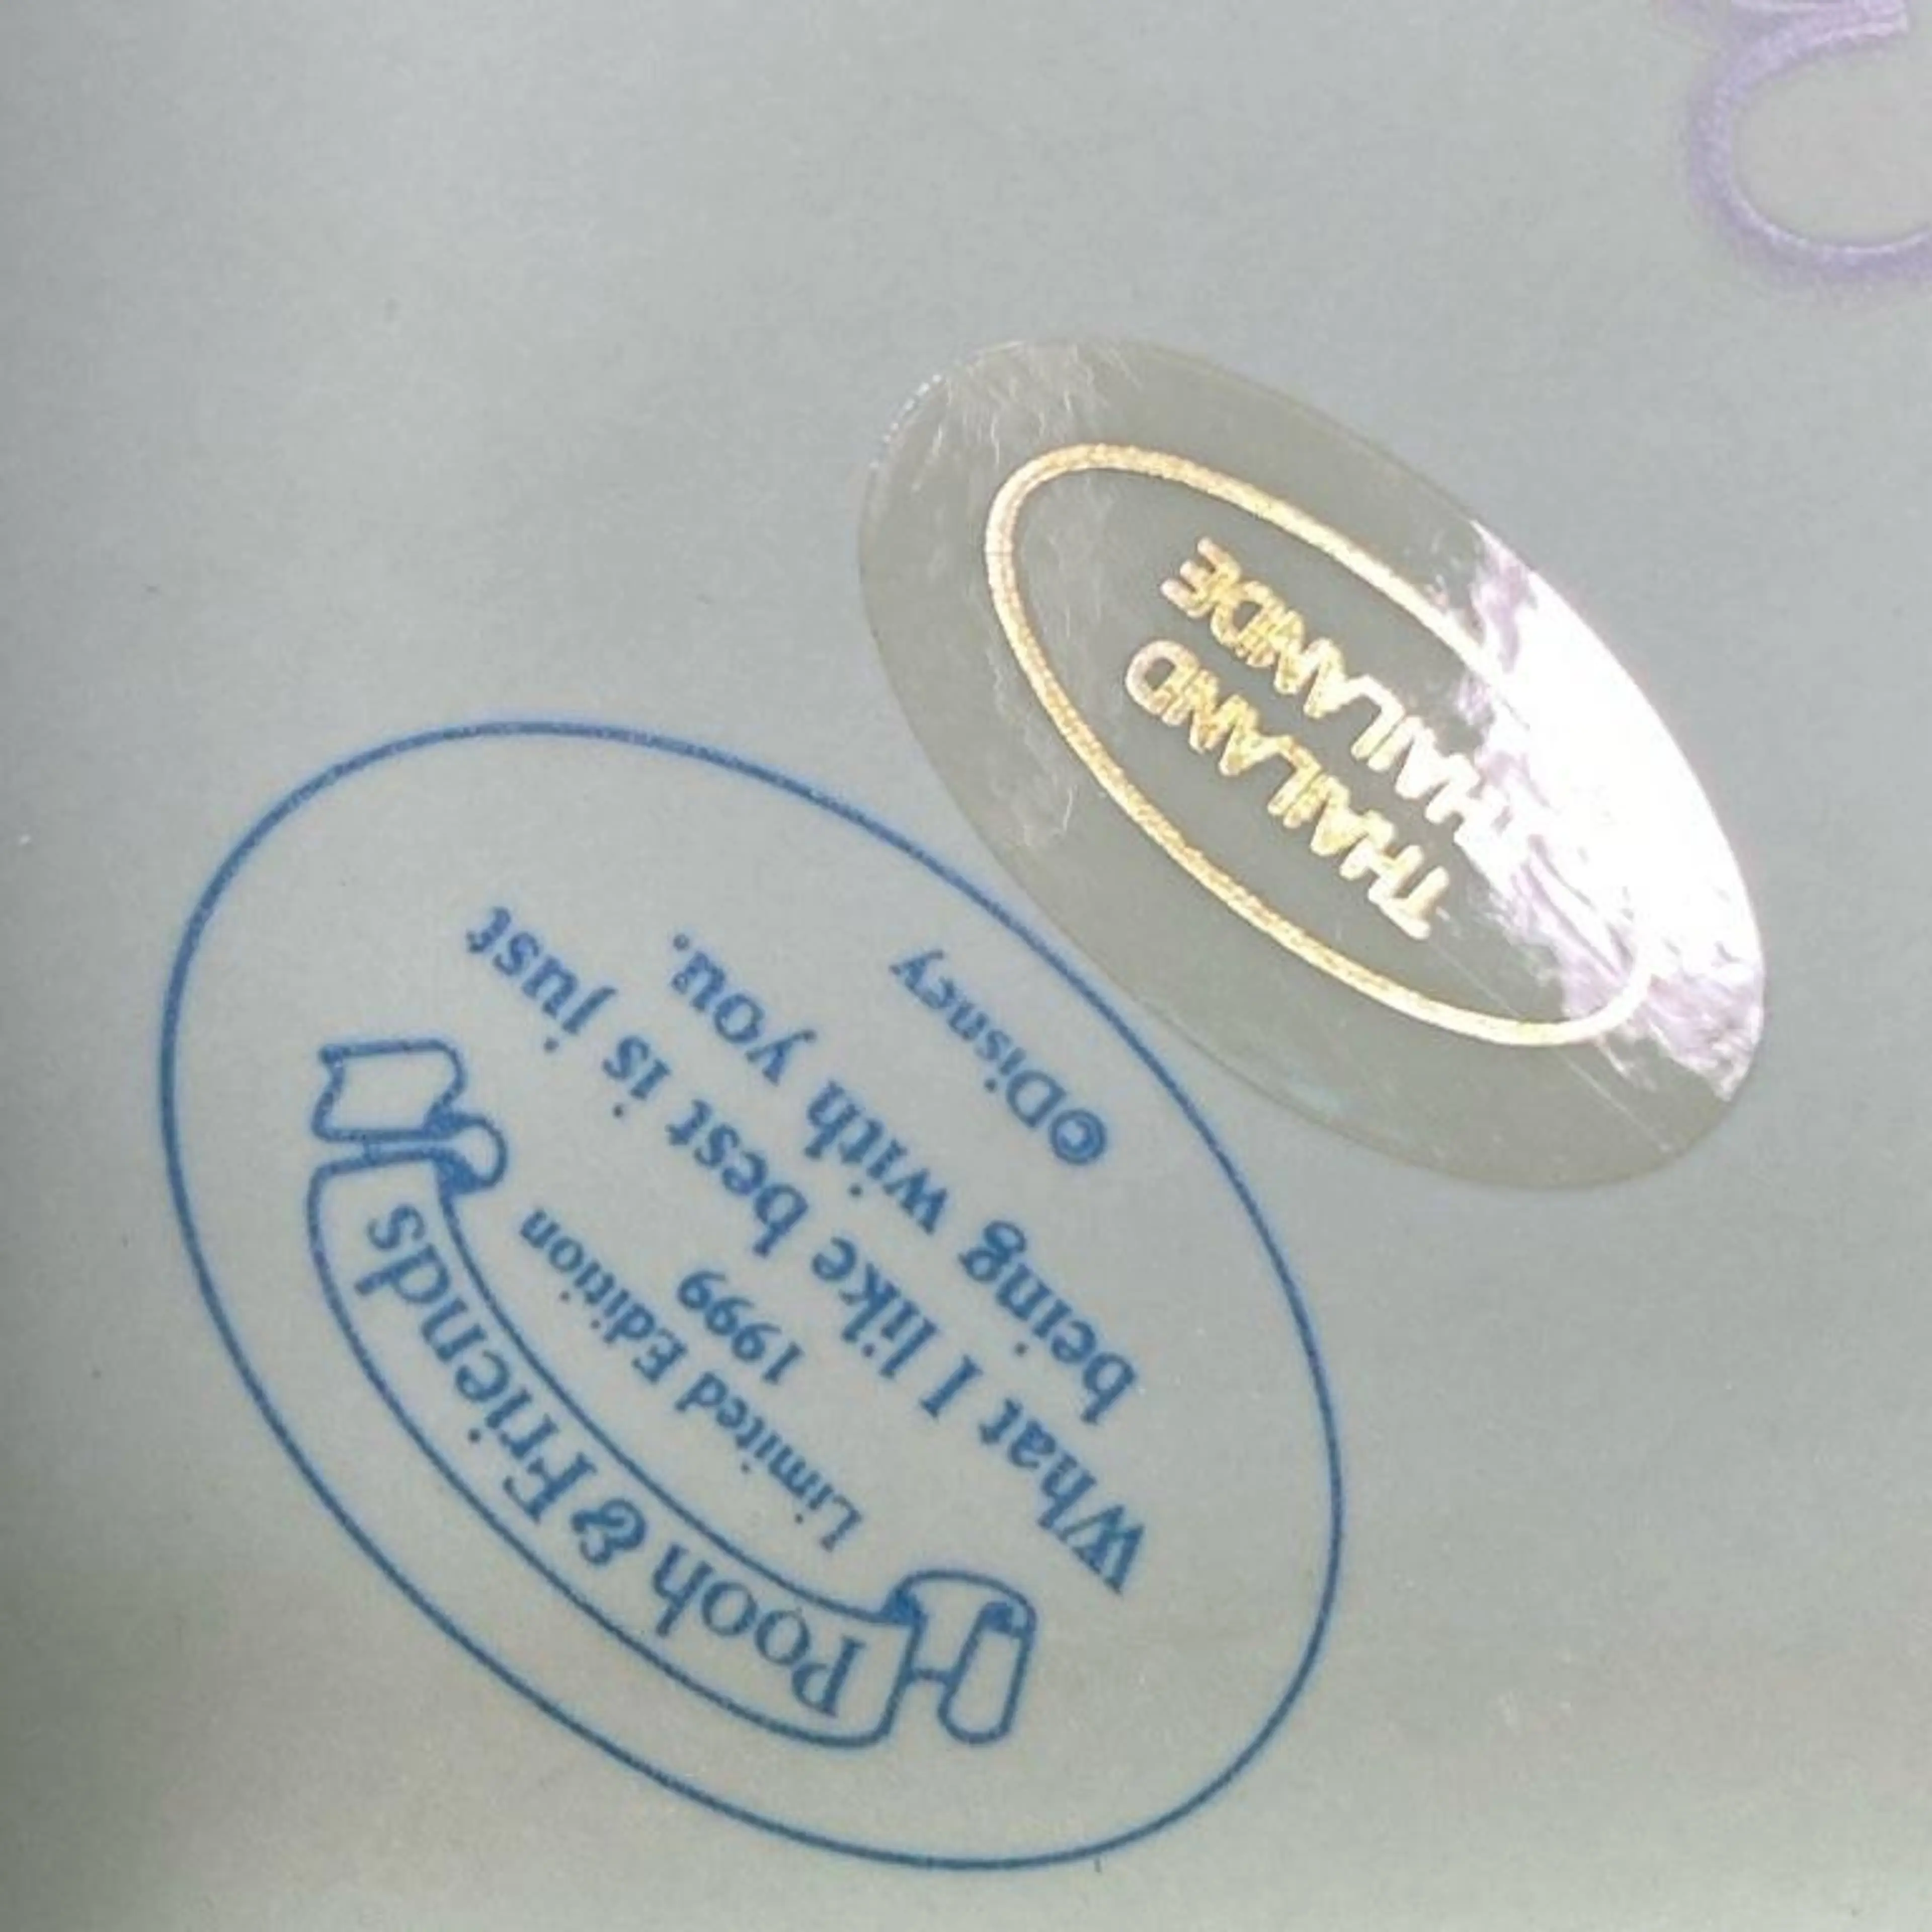 Pooh & Friends
Limited Edition
1999
What I like best is just
being with you.
©Disney
THAILAND
THAILANDE